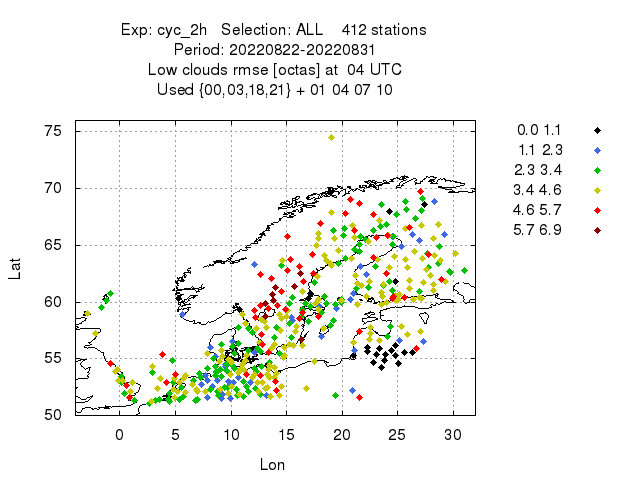 Exp: cyc_2h Selection: ALL 412 stations
Period: 20220822-20220831
Low clouds rmse [octas] at 04 UTC
Used {00,03,18,21} + 01 04 07 10
0.0 1.1
1.1 2.3
2.3 3.4
3.4 4.6
4.6 5.7
5.7 6.9
75
70
65
60
55
50
Lat
0 5 10 15 20 25 30
Lon